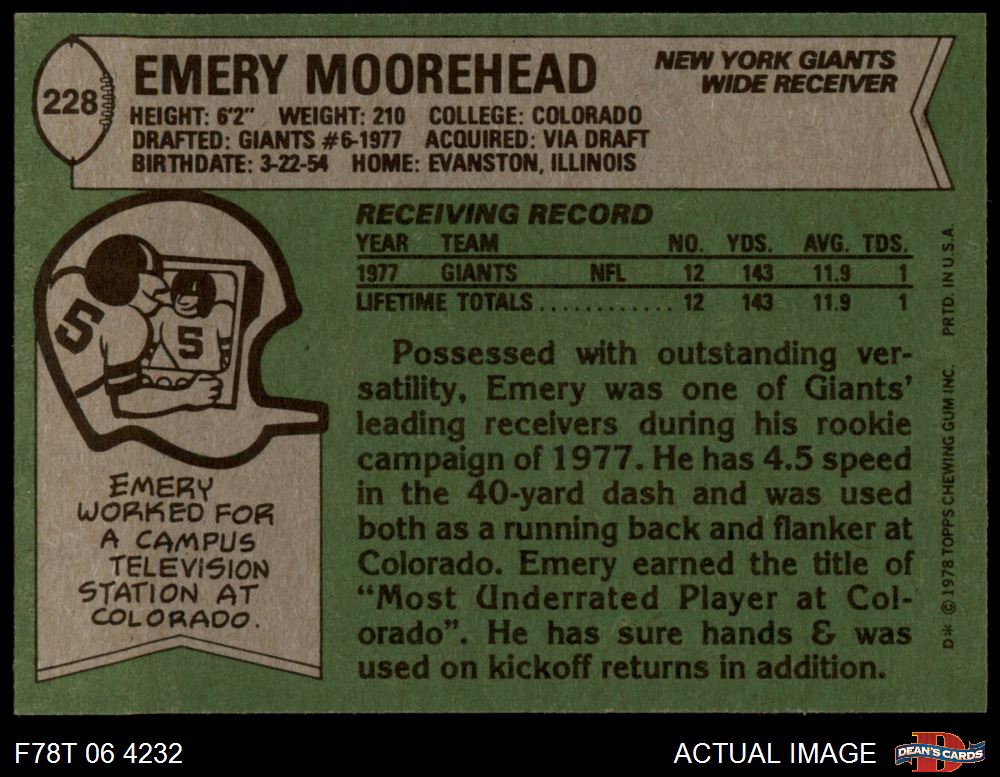 228
EMERY MOOREHEAD
NEW YORK GIANTS
WIDE RECEIVER
HEIGHT: 6'2" WEIGHT: 210 COLLEGE: COLORADO
DRAFTED: GIANTS #6-1977 ACQUIRED: VIA DRAFT
BIRTHDATE: 3-22-54 HOME: EVANSTON, ILLINOIS
RECEIVING RECORD
YEAR TEAM NO. YDS. AVG. TDS.
1977 GIANTS NFL 12 143 11.9 1
LIFETIME TOTALS............ 12 143 11.9 1
5
5
EMERY
WORKED FOR
A CAMPUS
TELEVISION
STATION AT
COLORADO.
Possessed with outstanding ver-
satility, Emery was one of Giants'
leading receivers during his rookie
campaign of 1977. He has 4.5 speed
in the 40-yard dash and was used
both as a running back and flanker at
Colorado. Emery earned the title of
"Most Underrated Player at Col-
orado". He has sure hands & was
used on kickoff returns in addition.
D* © 1978 TOPPS CHEWING GUM INC. PRTD. IN U.S.A.
F78T 06 4232
ACTUAL IMAGE
D
DEAN'S CARDS